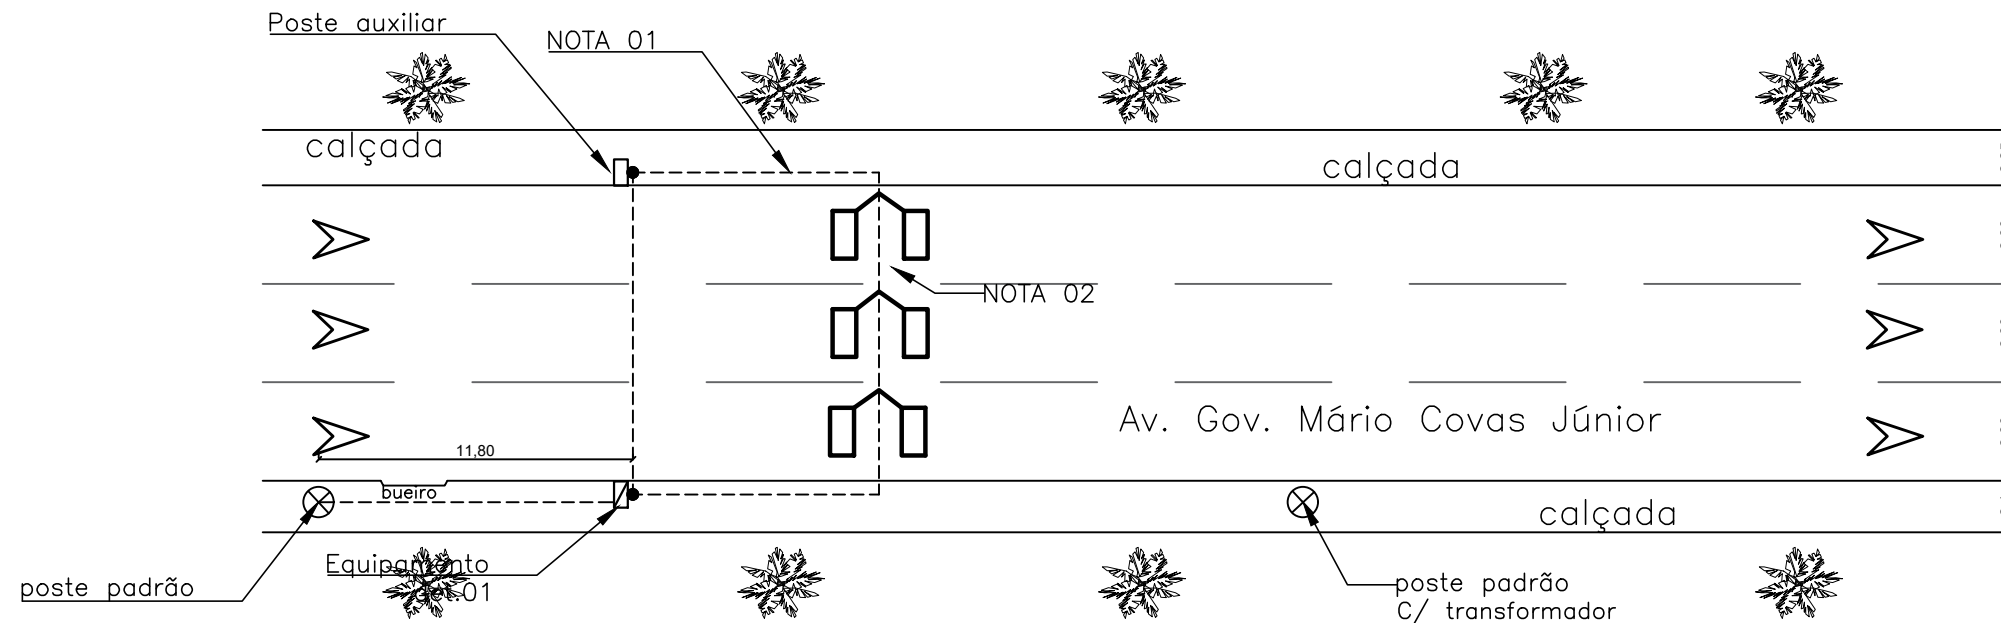 Poste auxiliar
NOTA 01
calçada
calçada
NOTA 02
Av. Gov. Mário Covas Júnior
11,80
bueiro
calçada
Equipamento
det.01
poste padrão
poste padrão
C/ transformador